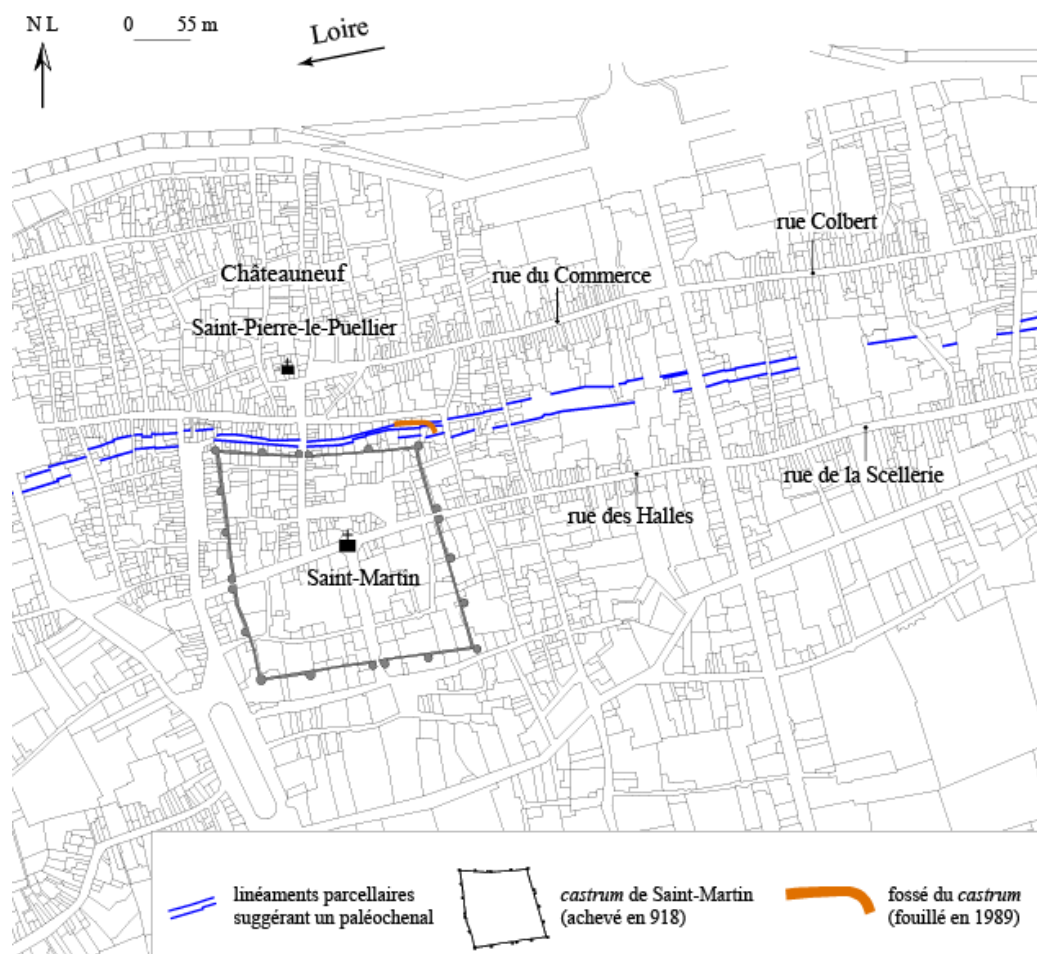 N L
0 55 m
Loire
rue Colbert
Châteauneuf
rue du Commerce
Saint-Pierre-le-Puellier
rue de la Scellerie
rue des Halles
Saint-Martin
linéaments parcellaires
suggérant un paléochenal
castrum de Saint-Martin
(achevé en 918)
fossé du castrum
(fouillé en 1989)